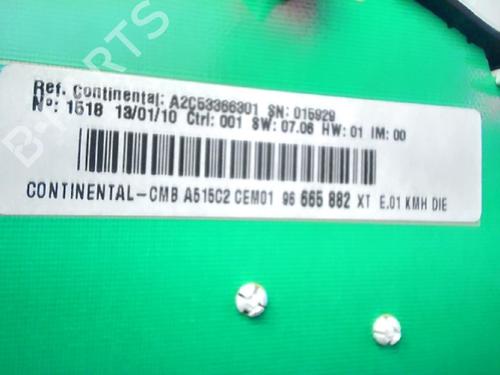 Ref. Continental: A2C53366301 SN: 015929
Nº: 1518 13/01/10 Ctrl: 001 SW: 07.06 HW: 01 IM: 00
CONTINENTAL-CMB A515C2 CEM01 96 665 882 XT E.01 KMH DIE
B-PARTS